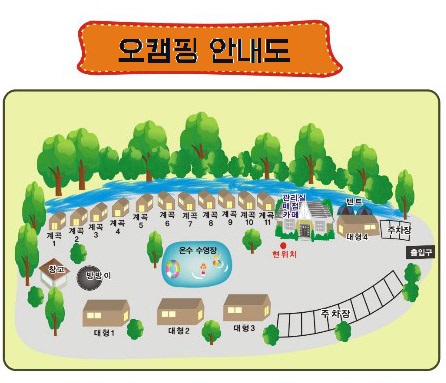 오캠핑 안내도
계곡
1
계곡
2
계곡
3
계곡
4
계곡
5
계곡
6
계곡
7
계곡
8
계곡
9
계곡
10
계곡
11
관리실
매점
카페
텐트
대형4
주차장
출입구
현위치
온수 수영장
창고
방방이
대형1
대형2
대형3
주차장